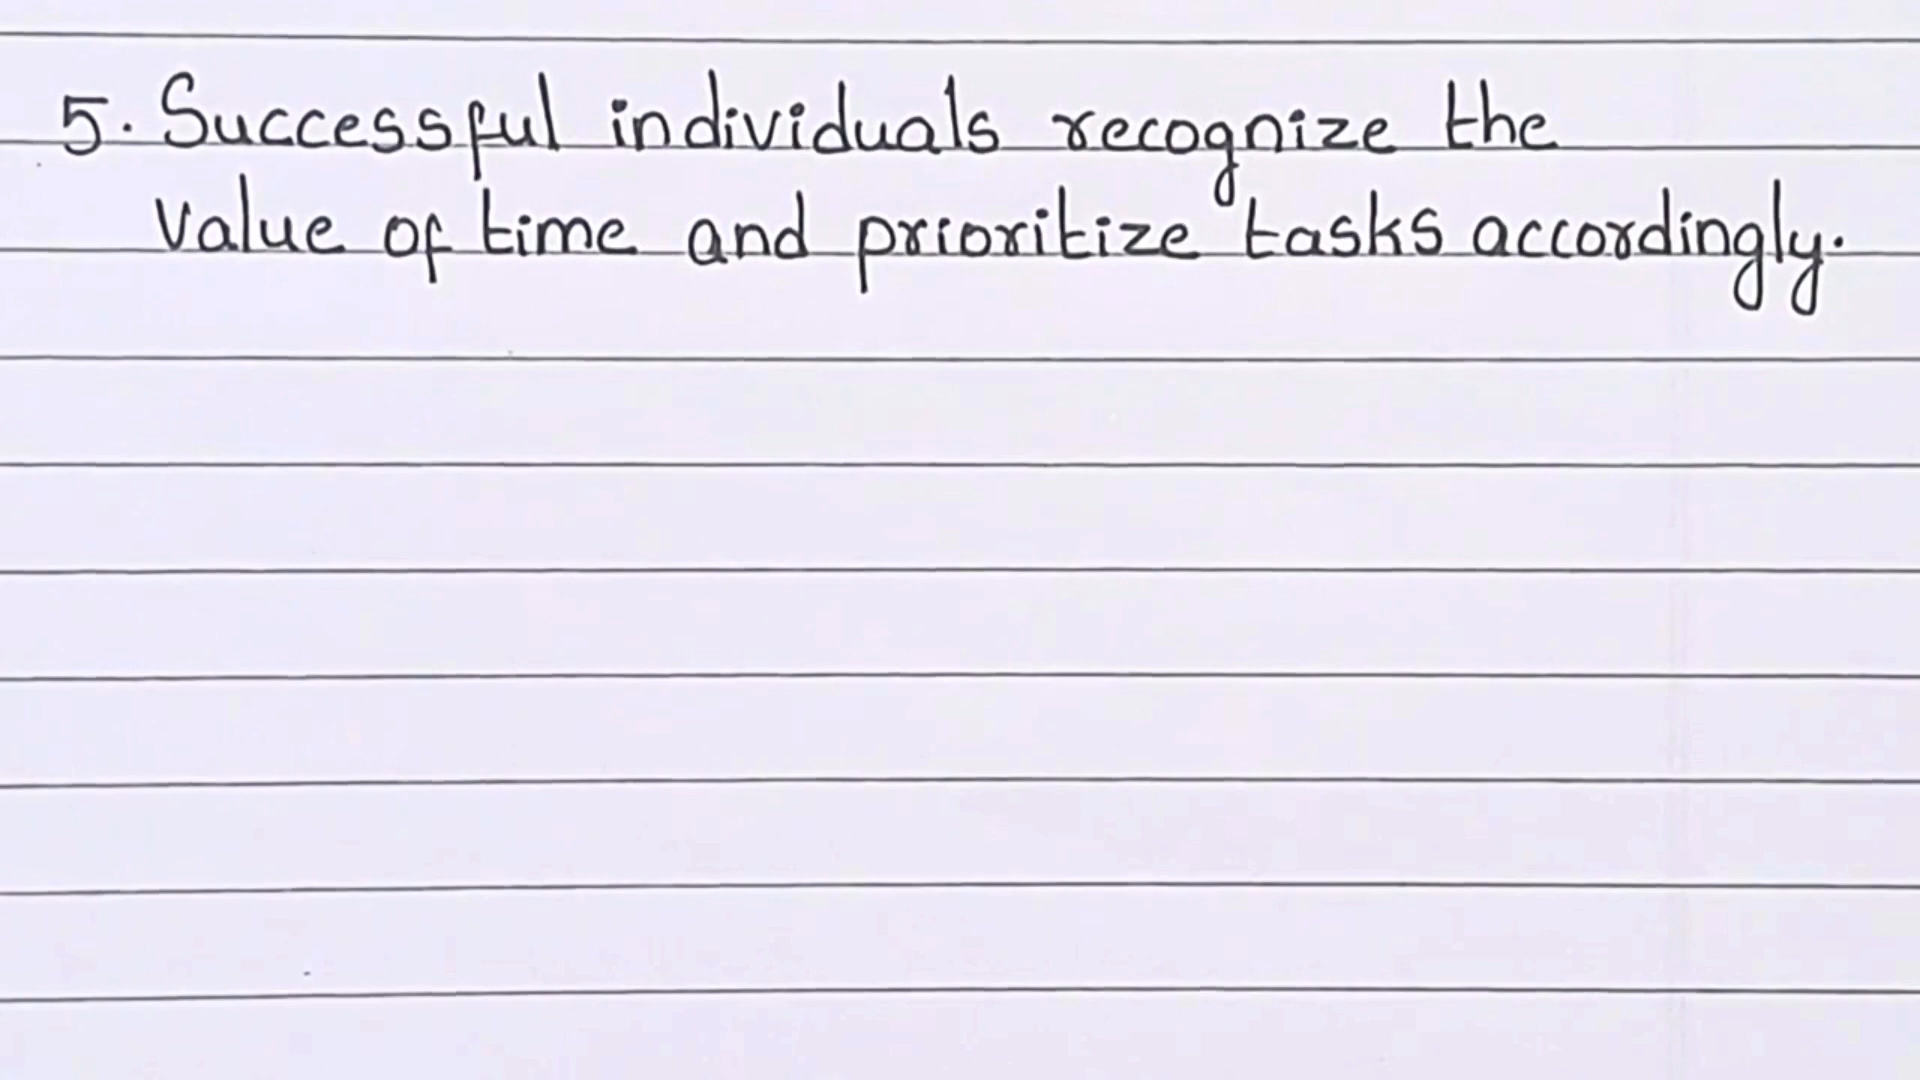 5. Successful individuals recognize the
value of time and prioritize tasks accordingly.